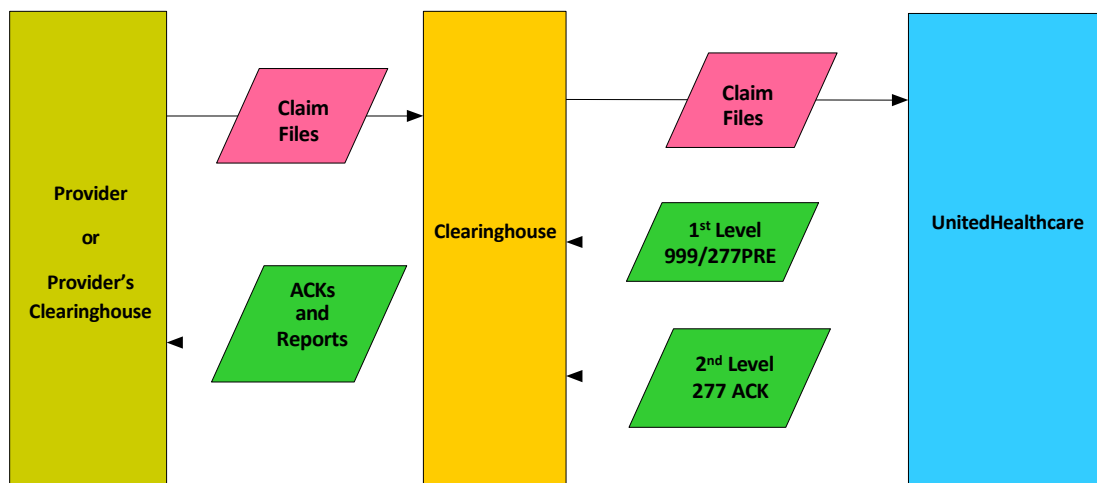 Provider
or
Provider’s
Clearinghouse
Claim
Files
ACKs
and
Reports
Clearinghouse
Claim
Files
1st Level
999/277PRE
2nd Level
277 ACK
UnitedHealthcare